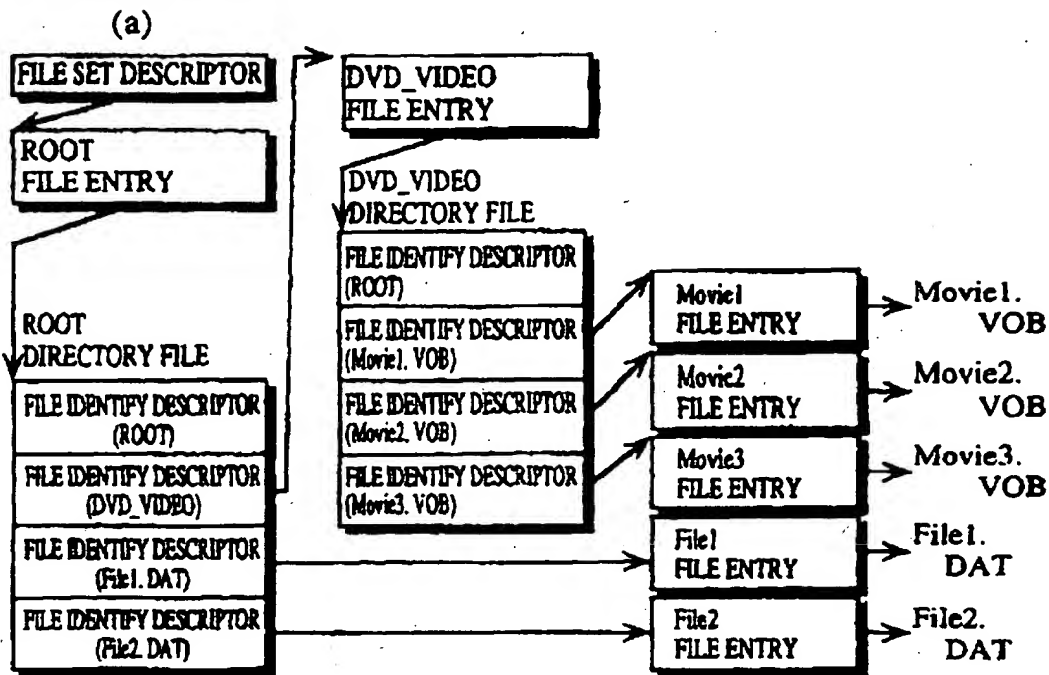 (a)
FILE SET DESCRIPTOR
ROOT
FILE ENTRY
ROOT
DIRECTORY FILE
FILE IDENTIFY DESCRIPTOR
(ROOT)
FILE IDENTIFY DESCRIPTOR
(DVD_VIDEO)
FILE IDENTIFY DESCRIPTOR
(File1. DAT)
FILE IDENTIFY DESCRIPTOR
(File2. DAT)
DVD_VIDEO
FILE ENTRY
DVD_VIDEO
DIRECTORY FILE
FILE IDENTIFY DESCRIPTOR
(ROOT)
FILE IDENTIFY DESCRIPTOR
(Movie1. VOB)
FILE IDENTIFY DESCRIPTOR
(Movie2. VOB)
FILE IDENTIFY DESCRIPTOR
(Movie3. VOB)
Movie1
FILE ENTRY
Movie2
FILE ENTRY
Movie3
FILE ENTRY
File1
FILE ENTRY
File2
FILE ENTRY
Movie1.
VOB
Movie2.
VOB
Movie3.
VOB
File1.
DAT
File2.
DAT